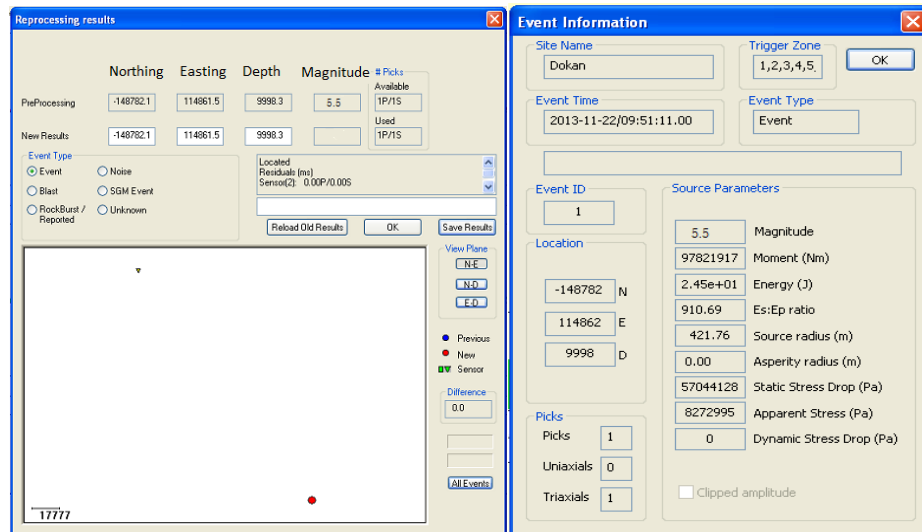 Reprocessing results
Northing Easting Depth Magnitude # Picks
Available
PreProcessing -148782.1 114861.5 9998.3 5.5 1P/1S
Used
New Results -148782.1 114861.5 9998.3 1P/1S
Event Type
Event Noise
Blast SGM Event
RockBurst / Reported Unknown
Located
Residuals (ms)
Sensor(2): 0.00P/0.00S
Reload Old Results OK Save Results
View Plane
N-E
N-D
E-D
Previous
New
Sensor
Difference
0.0
All Events
17777
Event Information
Site Name Trigger Zone
Dokan 1,2,3,4,5, OK
Event Time Event Type
2013-11-22/09:51:11.00 Event
Event ID
1
Location
-148782 N
114862 E
9998 D
Picks
Picks 1
Uniaxials 0
Triaxials 1
Source Parameters
5.5 Magnitude
97821917 Moment (Nm)
2.45e+01 Energy (J)
910.69 Es:Ep ratio
421.76 Source radius (m)
0.00 Asperity radius (m)
57044128 Static Stress Drop (Pa)
8272995 Apparent Stress (Pa)
0 Dynamic Stress Drop (Pa)
Clipped amplitude